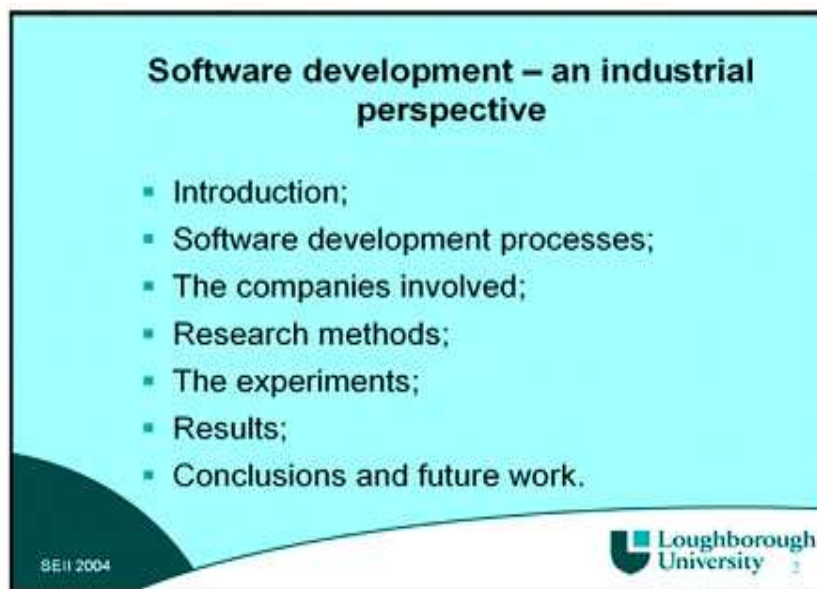 Software development – an industrial
perspective
Introduction;
Software development processes;
The companies involved;
Research methods;
The experiments;
Results;
Conclusions and future work.
SEII 2004
Loughborough
University
2